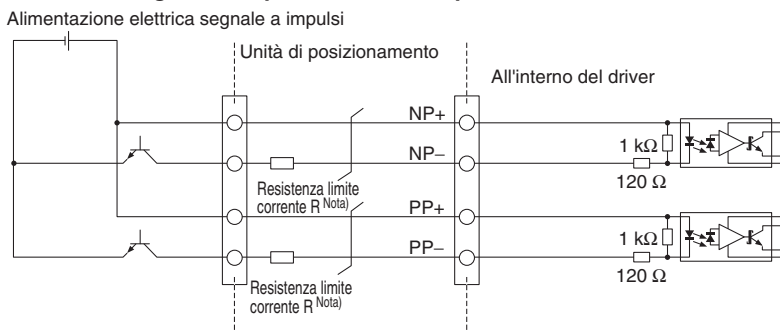 Alimentazione elettrica segnale a impulsi
Unità di posizionamento
All'interno del driver
NP+
1 kΩ
NP−
120 Ω
Resistenza limite
corrente R Nota)
PP+
1 kΩ
PP−
120 Ω
Resistenza limite
corrente R Nota)